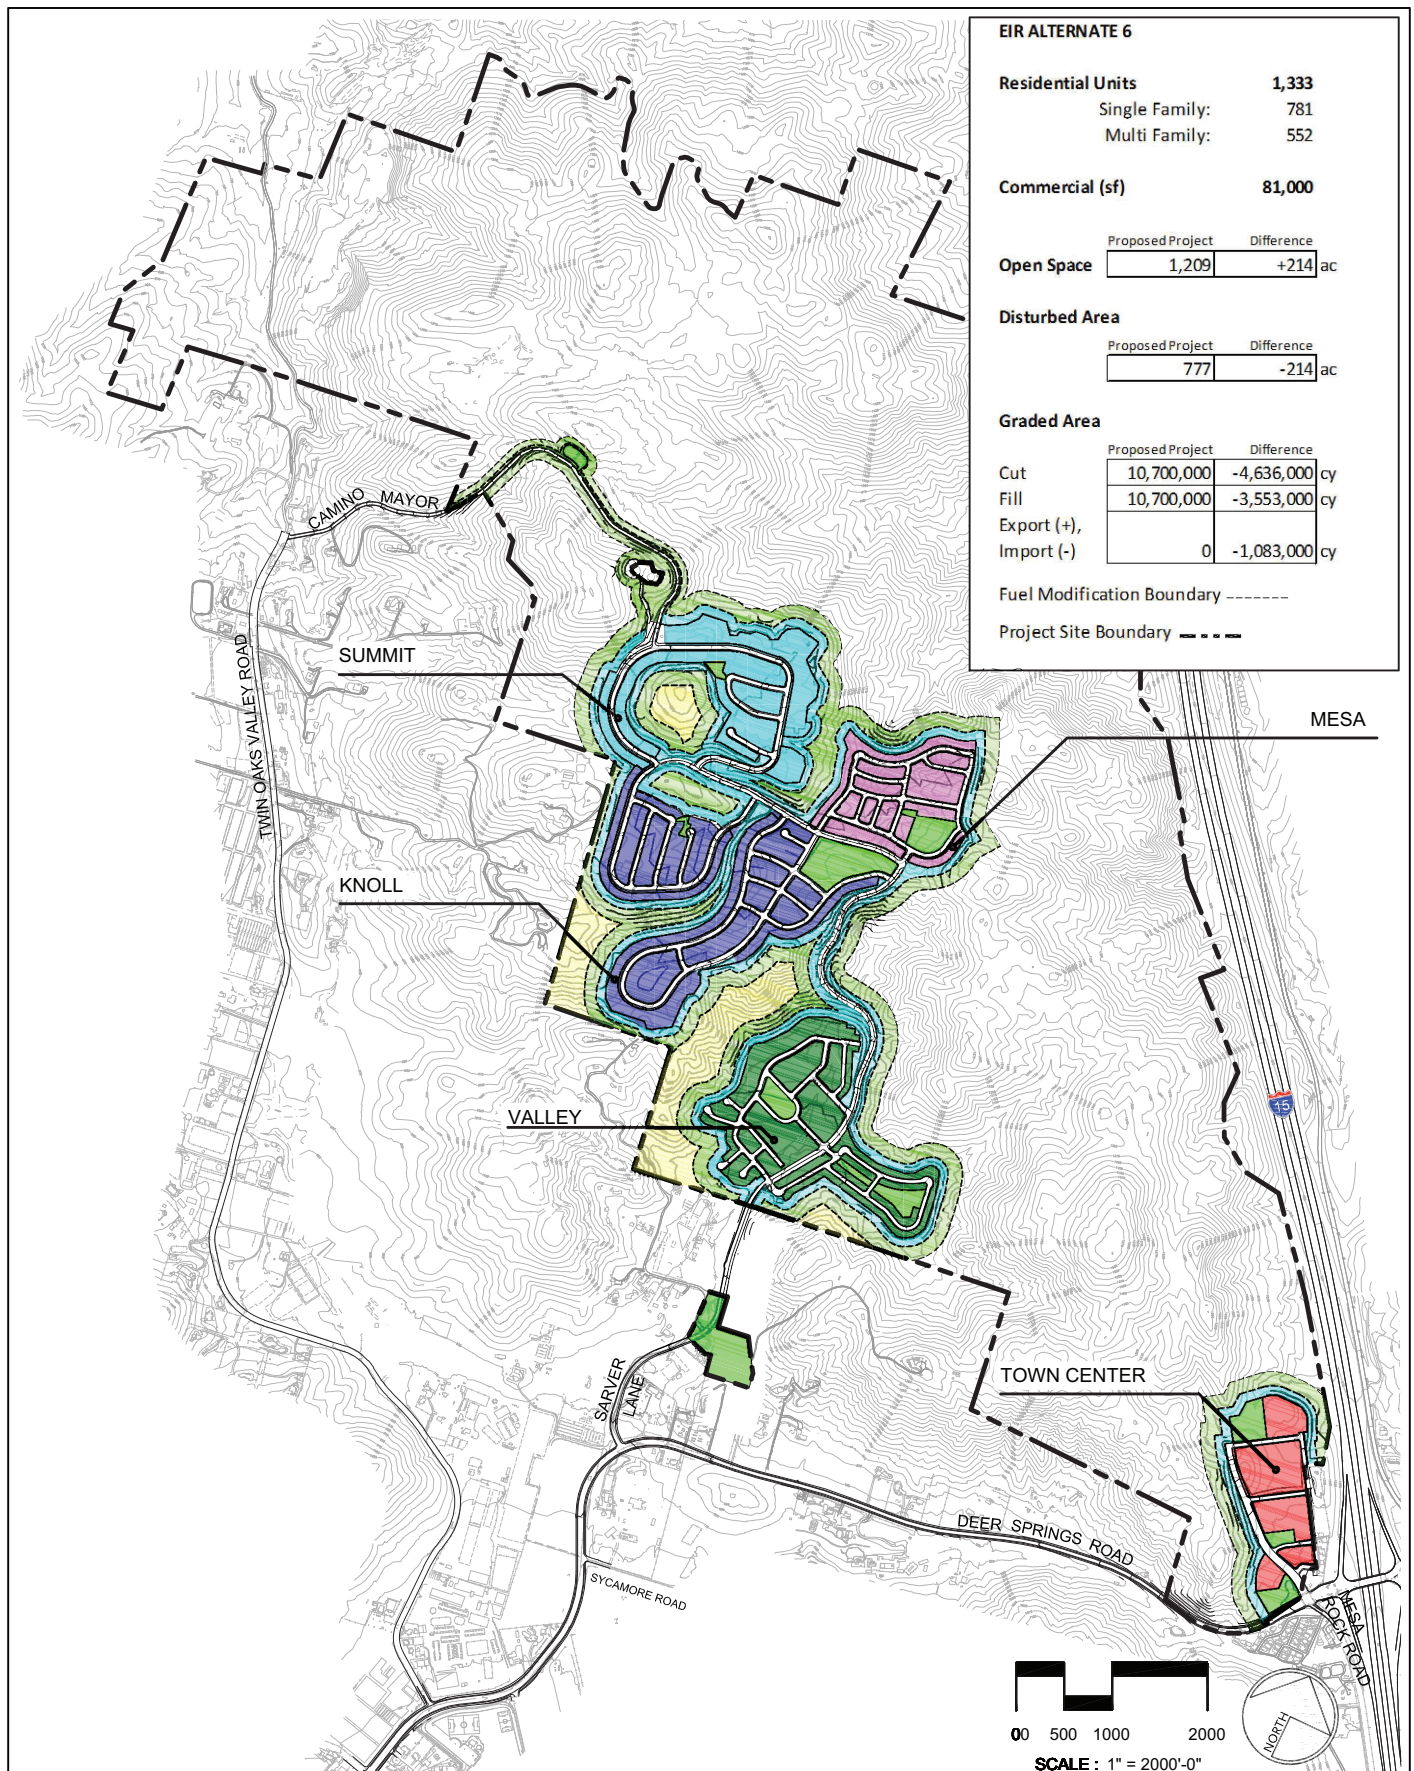 EIR ALTERNATE 6
Residential Units 1,333
Single Family: 781
Multi Family: 552
Commercial (sf) 81,000
Proposed Project Difference
Open Space 1,209 +214 ac
Disturbed Area
Proposed Project Difference
777 -214 ac
Graded Area
Proposed Project Difference
Cut 10,700,000 -4,636,000 cy
Fill 10,700,000 -3,553,000 cy
Export (+),
Import (-) 0 -1,083,000 cy
Fuel Modification Boundary
Project Site Boundary
CAMINO MAYOR
SUMMIT
TWIN OAKS VALLEY ROAD
MESA
KNOLL
VALLEY
15
TOWN CENTER
SARVER
LANE
DEER SPRINGS ROAD
SYCAMORE ROAD
MESA
ROCK ROAD
00 500 1000 2000
SCALE : 1" = 2000'-0"
NORTH